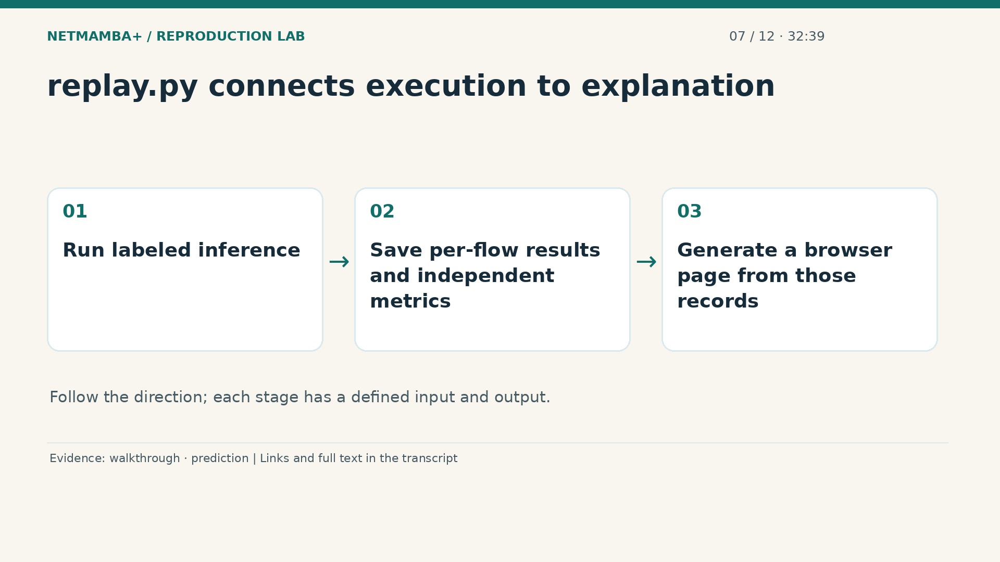 NETMAMBA+ / REPRODUCTION LAB
07 / 12 · 32:39
replay.py connects execution to explanation
01
Run labeled inference
→
02
Save per-flow results
and independent
metrics
→
03
Generate a browser
page from those
records
Follow the direction; each stage has a defined input and output.
Evidence: walkthrough · prediction | Links and full text in the transcript